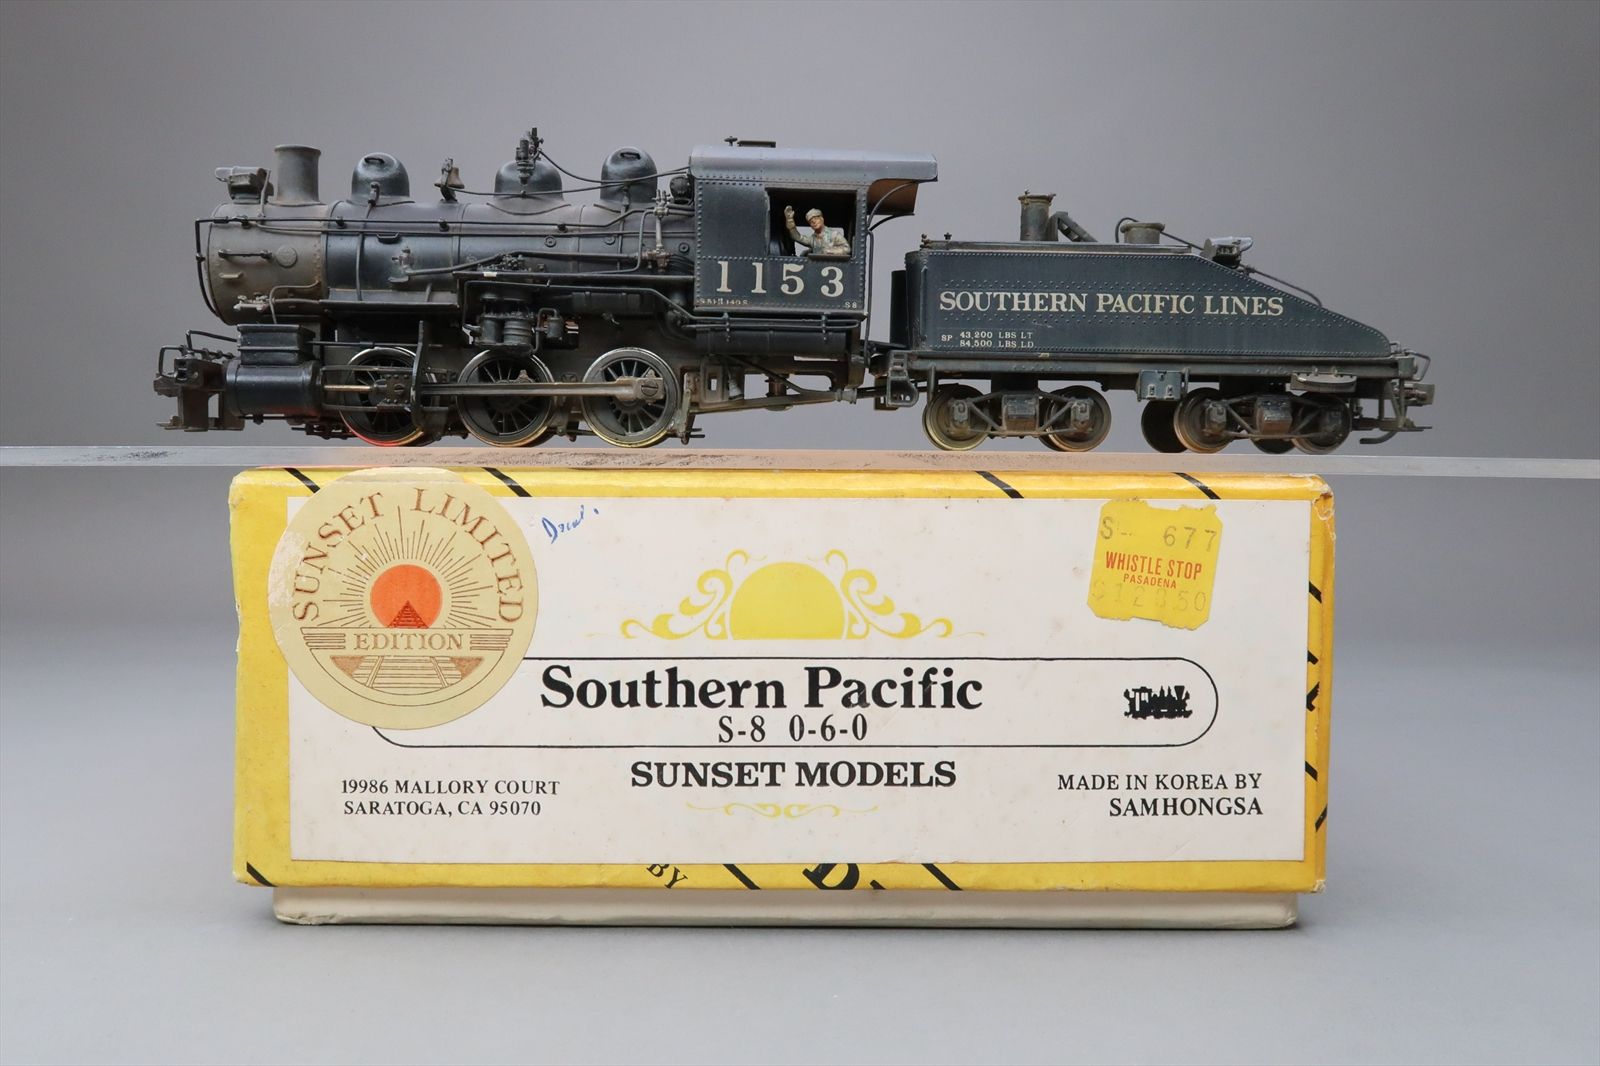 1153
S8
SOUTHERN PACIFIC LINES
SP 43,200 LBS LT
84,500 LBS LD
SUNSET LIMITED
EDITION
S- 677
WHISTLE STOP
PASADENA
Southern Pacific
S-8 0-6-0
SUNSET MODELS
19986 MALLORY COURT
SARATOGA, CA 95070
MADE IN KOREA BY
SAMHONGSA
BY